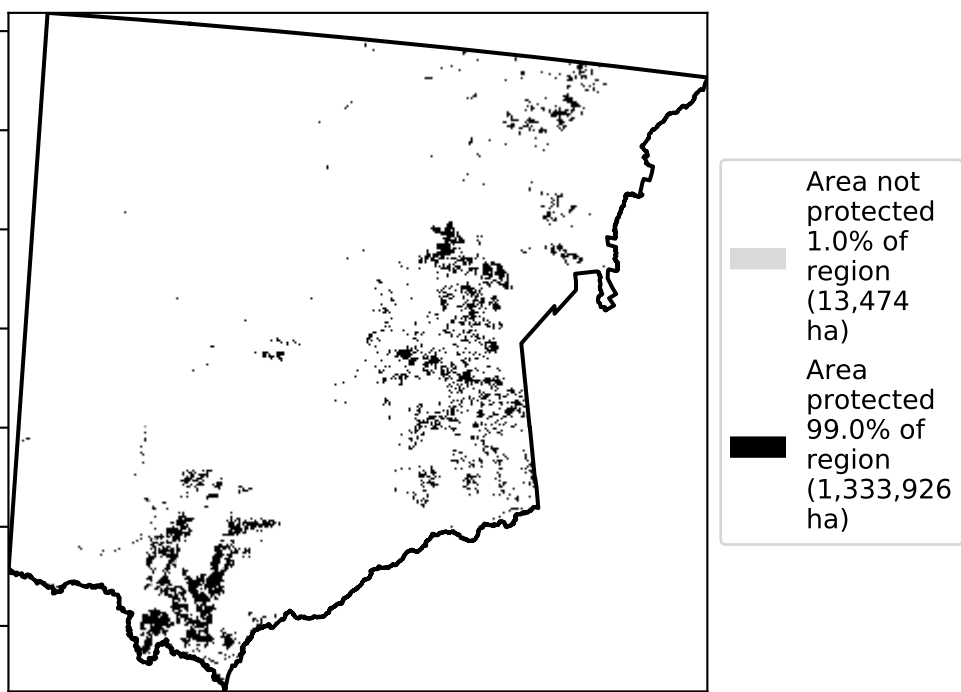 Area not
protected
1.0% of
region
(13,474
ha)
Area
protected
99.0% of
region
(1,333,926
ha)